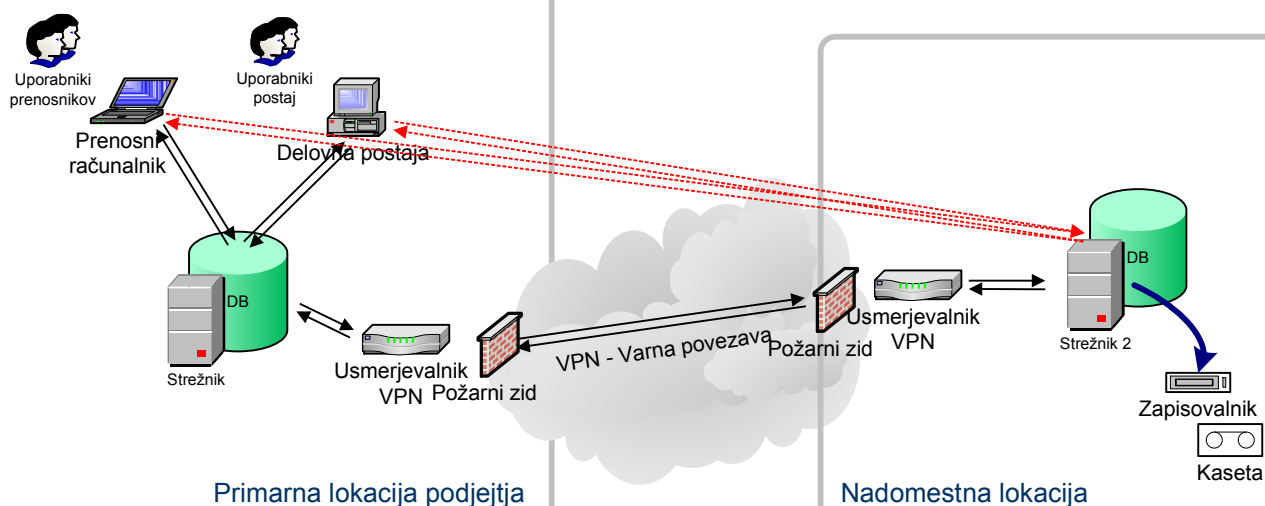 Uporabniki
prenosnikov
Uporabniki
postaj
Prenosni
računalnik
Delovna postaja
DB
Strežnik
Usmerjevalnik
VPN
Požarni zid
VPN - Varna povezava
Požarni zid
Usmerjevalnik
VPN
DB
Strežnik 2
Zapisovalnik
Kaseta
Primarna lokacija podjejtja
Nadomestna lokacija